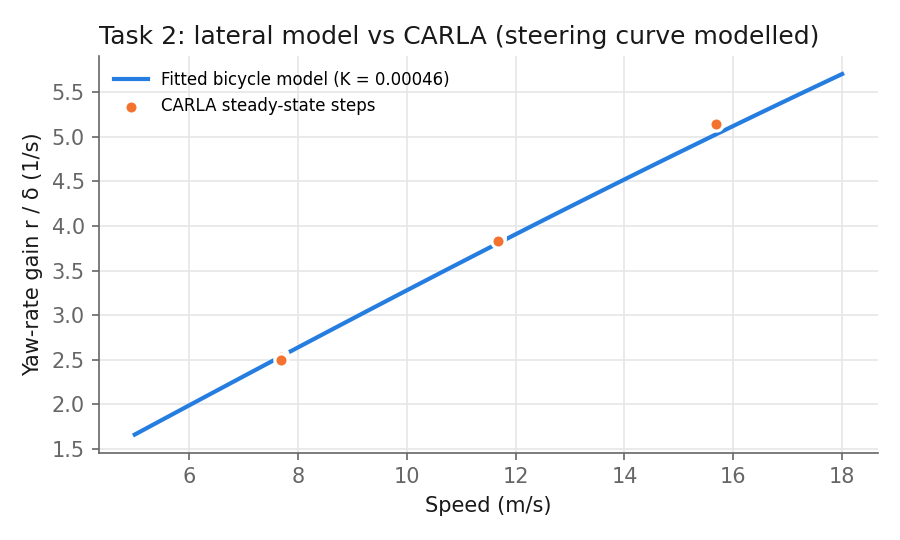 Task 2: lateral model vs CARLA (steering curve modelled)
Fitted bicycle model (K = 0.00046)
CARLA steady-state steps
Yaw-rate gain r / δ (1/s)
5.5
5.0
4.5
4.0
3.5
3.0
2.5
2.0
1.5
6 8 10 12 14 16 18
Speed (m/s)